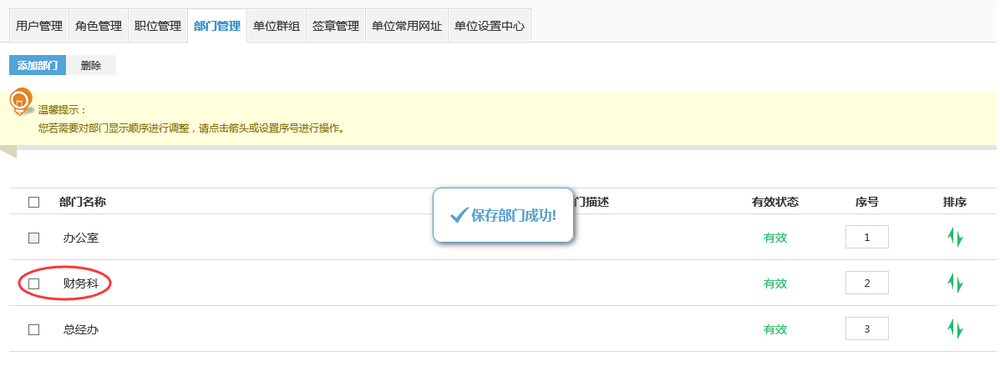 用户管理 角色管理 职位管理 部门管理 单位群组 签章管理 单位常用网址 单位设置中心
添加部门 删除
温馨提示：
您若需要对部门显示顺序进行调整，请点击箭头或设置序号进行操作。
部门名称 门描述 有效状态 序号 排序
保存部门成功!
办公室 有效 1
财务科 有效 2
总经办 有效 3